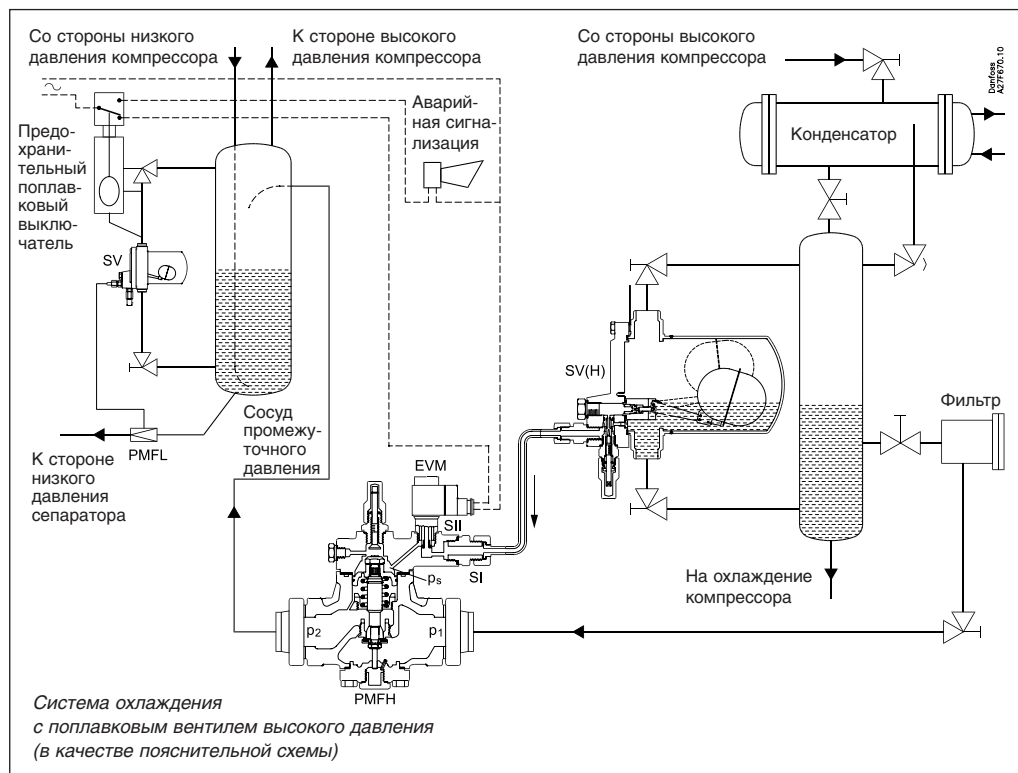 Со стороны низкого
давления компрессора
К стороне высокого
давления компрессора
Со стороны высокого
давления компрессора
Danfoss
A27F670.10
Предо-
хранительный
поплав-
ковый
выклю-
чатель
Аварий-
ная сигна-
лизация
Конденсатор
SV
SV(H)
Фильтр
Сосуд
промежу-
точного
давления
PMFL
К стороне
низкого
давления
сепаратора
EVM
SII
SI
ps
p2
p1
PMFH
На охлаждение
компрессора
Система охлаждения
с поплавковым вентилем высокого давления
(в качестве пояснительной схемы)